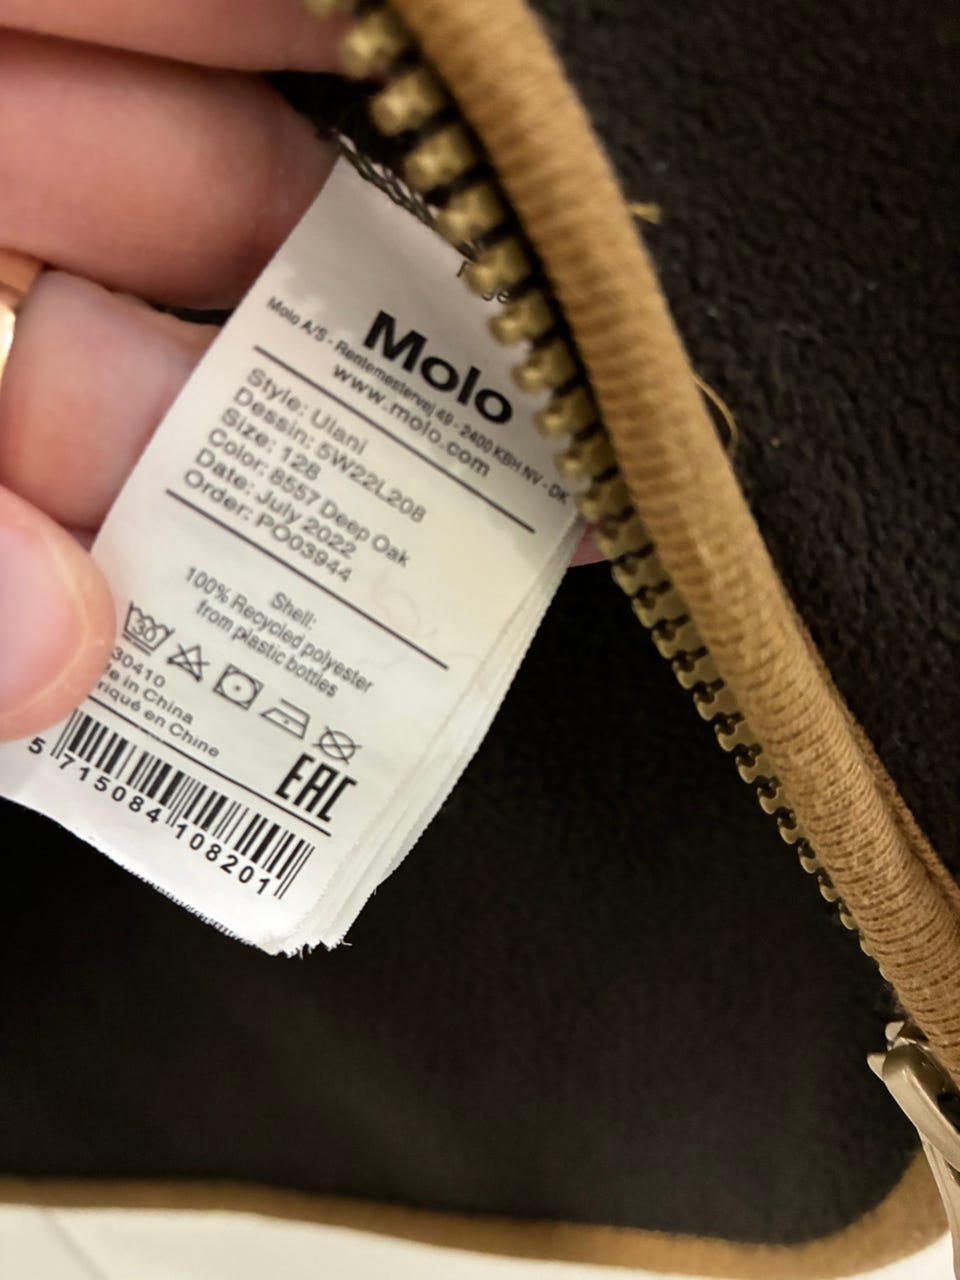 Molo
Molo A/S - Rentemestervej 49 - 2400 KBH NV - DK
www.molo.com
Style: Ulani
Dessin: 5W22L208
Size: 128
Color: 8557 Deep Oak
Date: July 2022
Order: PO03944
Shell:
100% Recycled polyester
from plastic bottles
30
30410
in China
en Chine
EAC
5 715084 108201